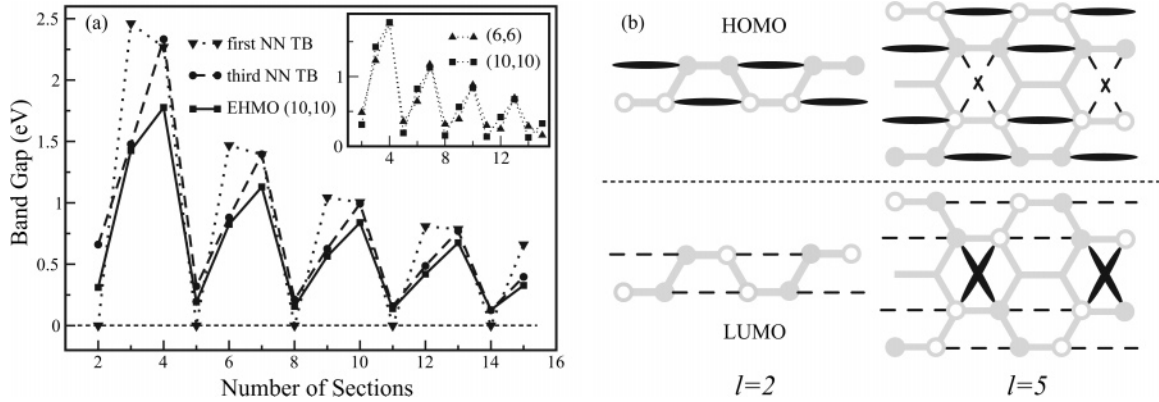 (a)
first NN TB
third NN TB
EHMO (10,10)
(6,6)
(10,10)
1
0
4
8
12
2.5
2
1.5
1
0.5
0
Band Gap (eV)
2
4
6
8
10
12
14
16
Number of Sections
(b)
HOMO
LUMO
l=2
l=5